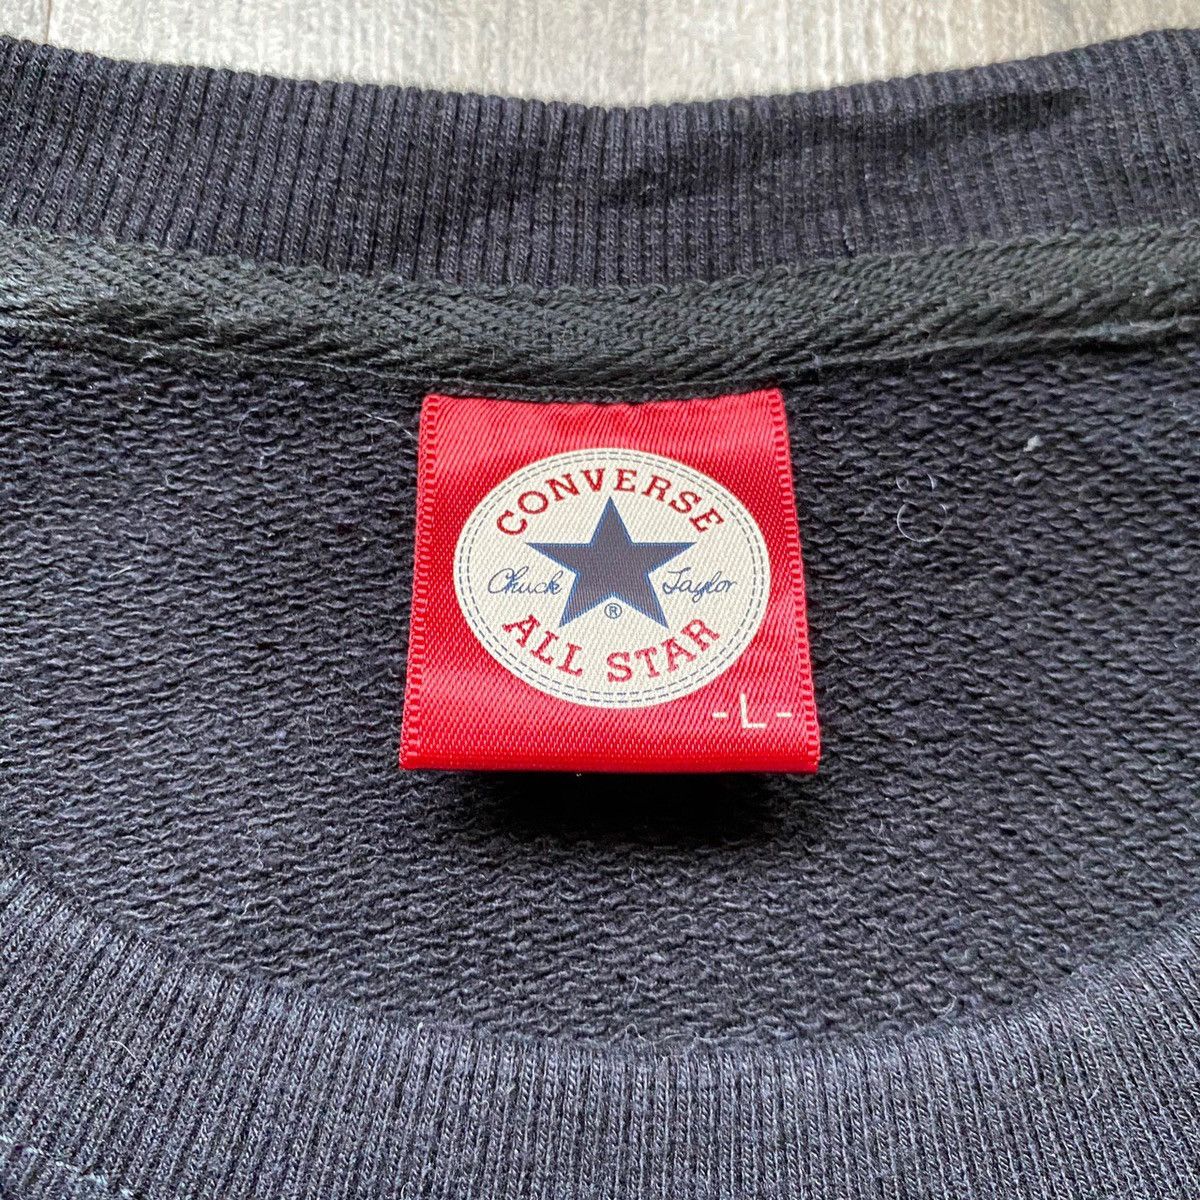 CONVERSE
Chuck Taylor
®
ALL STAR
-L-